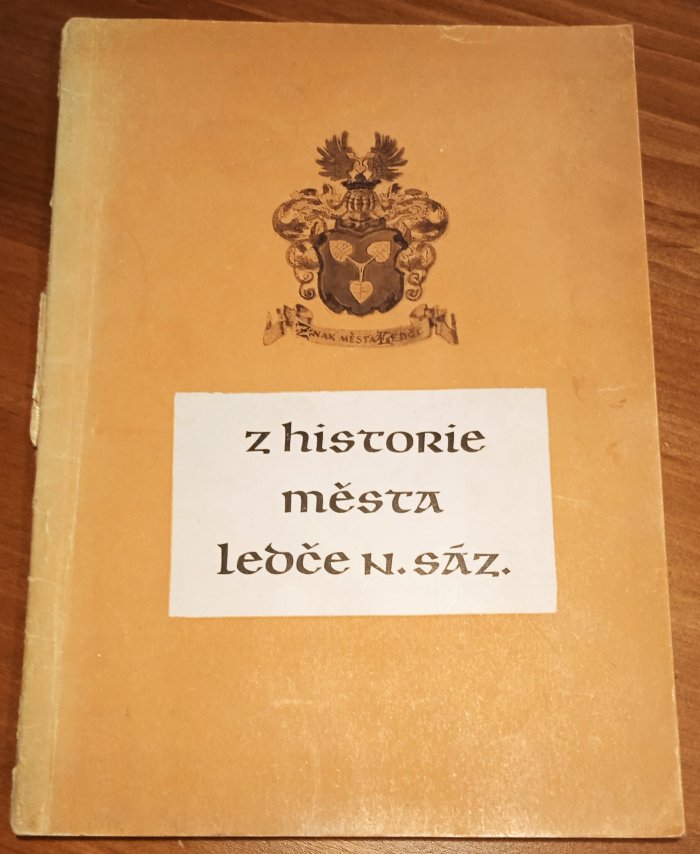 Znak města Ledče
z historie
města
ledče n. sáz.